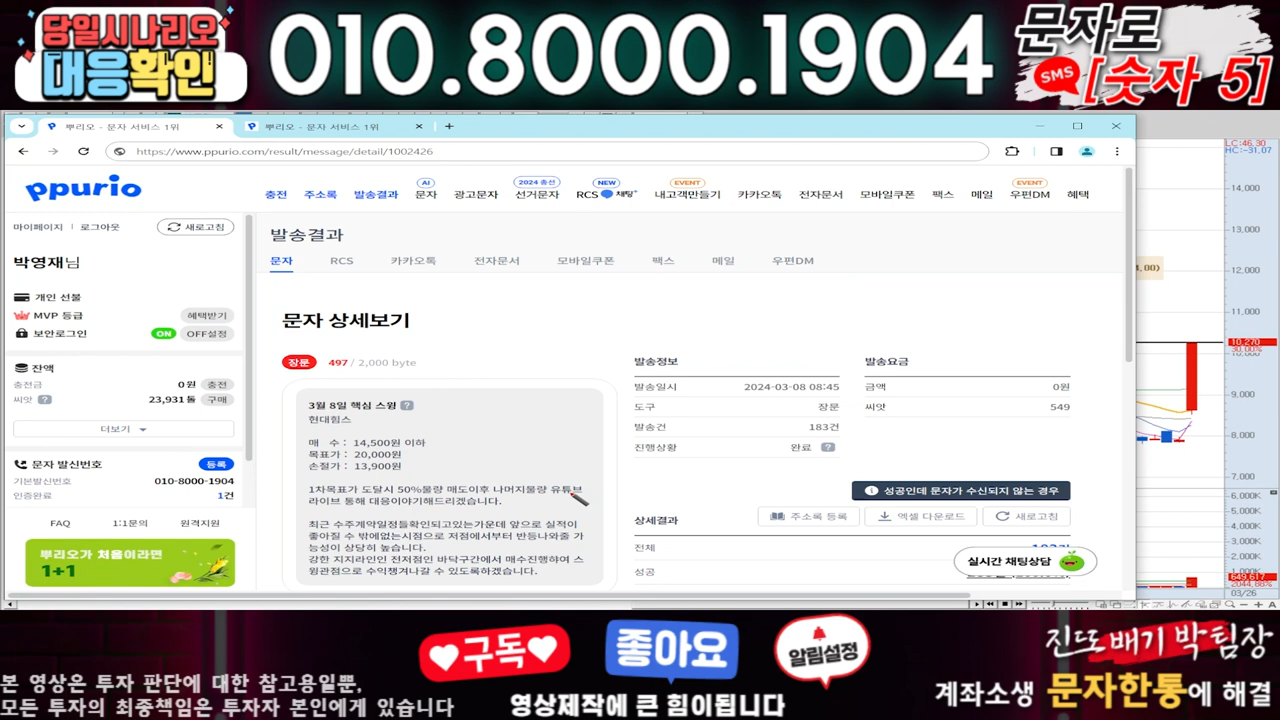 당일시나리오
대응확인
010.8000.1904
문자로
SMS [숫자 5]
뿌리오 - 문자 서비스 1위
뿌리오 - 문자 서비스 1위
https://www.ppurio.com/result/message/detail/1002426
ppurio
AI
2024 총선
NEW
EVENT
EVENT
충전 주소록 발송결과 문자 광고문자 선거문자 RCS 채팅+ 내고객만들기 카카오톡 전자문서 모바일쿠폰 팩스 메일 우편DM 혜택
마이페이지 | 로그아웃 새로고침
박영재님
개인 선불
MVP 등급 혜택받기
보안로그인 ON OFF설정
잔액
충전금 0 원 충전
씨앗 ? 23,931 톨 구매
더보기
문자 발신번호 등록
기본발신번호 010-8000-1904
인증완료 1건
FAQ 1:1문의 원격지원
뿌리오가 처음이라면
1+1
발송결과
문자 RCS 카카오톡 전자문서 모바일쿠폰 팩스 메일 우편DM
문자 상세보기
장문 497 / 2,000 byte
3월 8일 핵심 스윙 ?
현대힘스
매 수 : 14,500원 이하
목표가 : 20,000원
손절가 : 13,900원
1차목표가 도달시 50%물량 매도이후 나머지물량 유튜브
라이브 통해 대응이야기해드리겠습니다.
최근 수주계약일정들확인되고있는가운데 앞으로 실적이
좋아질 수 밖에없는시점으로 저점에서부터 반등나와줄 가
능성이 상당히 높습니다.
강한 지지라인인 전저점인 바닥구간에서 매수진행하여 스
윙관점으로 수익챙겨나갈 수 있도록하겠습니다.
발송정보
발송일시 2024-03-08 08:45
도구 장문
발송건 183건
진행상황 완료 ?
발송요금
금액 0원
씨앗 549
성공인데 문자가 수신되지 않는 경우
상세결과 주소록 등록 엑셀 다운로드 새로고침
전체
성공
실시간 채팅상담
LC:46.30
HC:-31.07
14,000
13,000
12,000
11,000
10,270
30.00%
10,000
9,000
8,000
7,000
6,000K
5,000K
4,000K
3,000K
2,000K
1,000K
649,617
2044.88%
03/26
구독
좋아요
알림설정
영상제작에 큰 힘이됩니다
본 영상은 투자 판단에 대한 참고용일뿐,
모든 투자의 최종책임은 투자자 본인에게 있습니다
진또배기 박팀장
계좌소생 문자한통에 해결